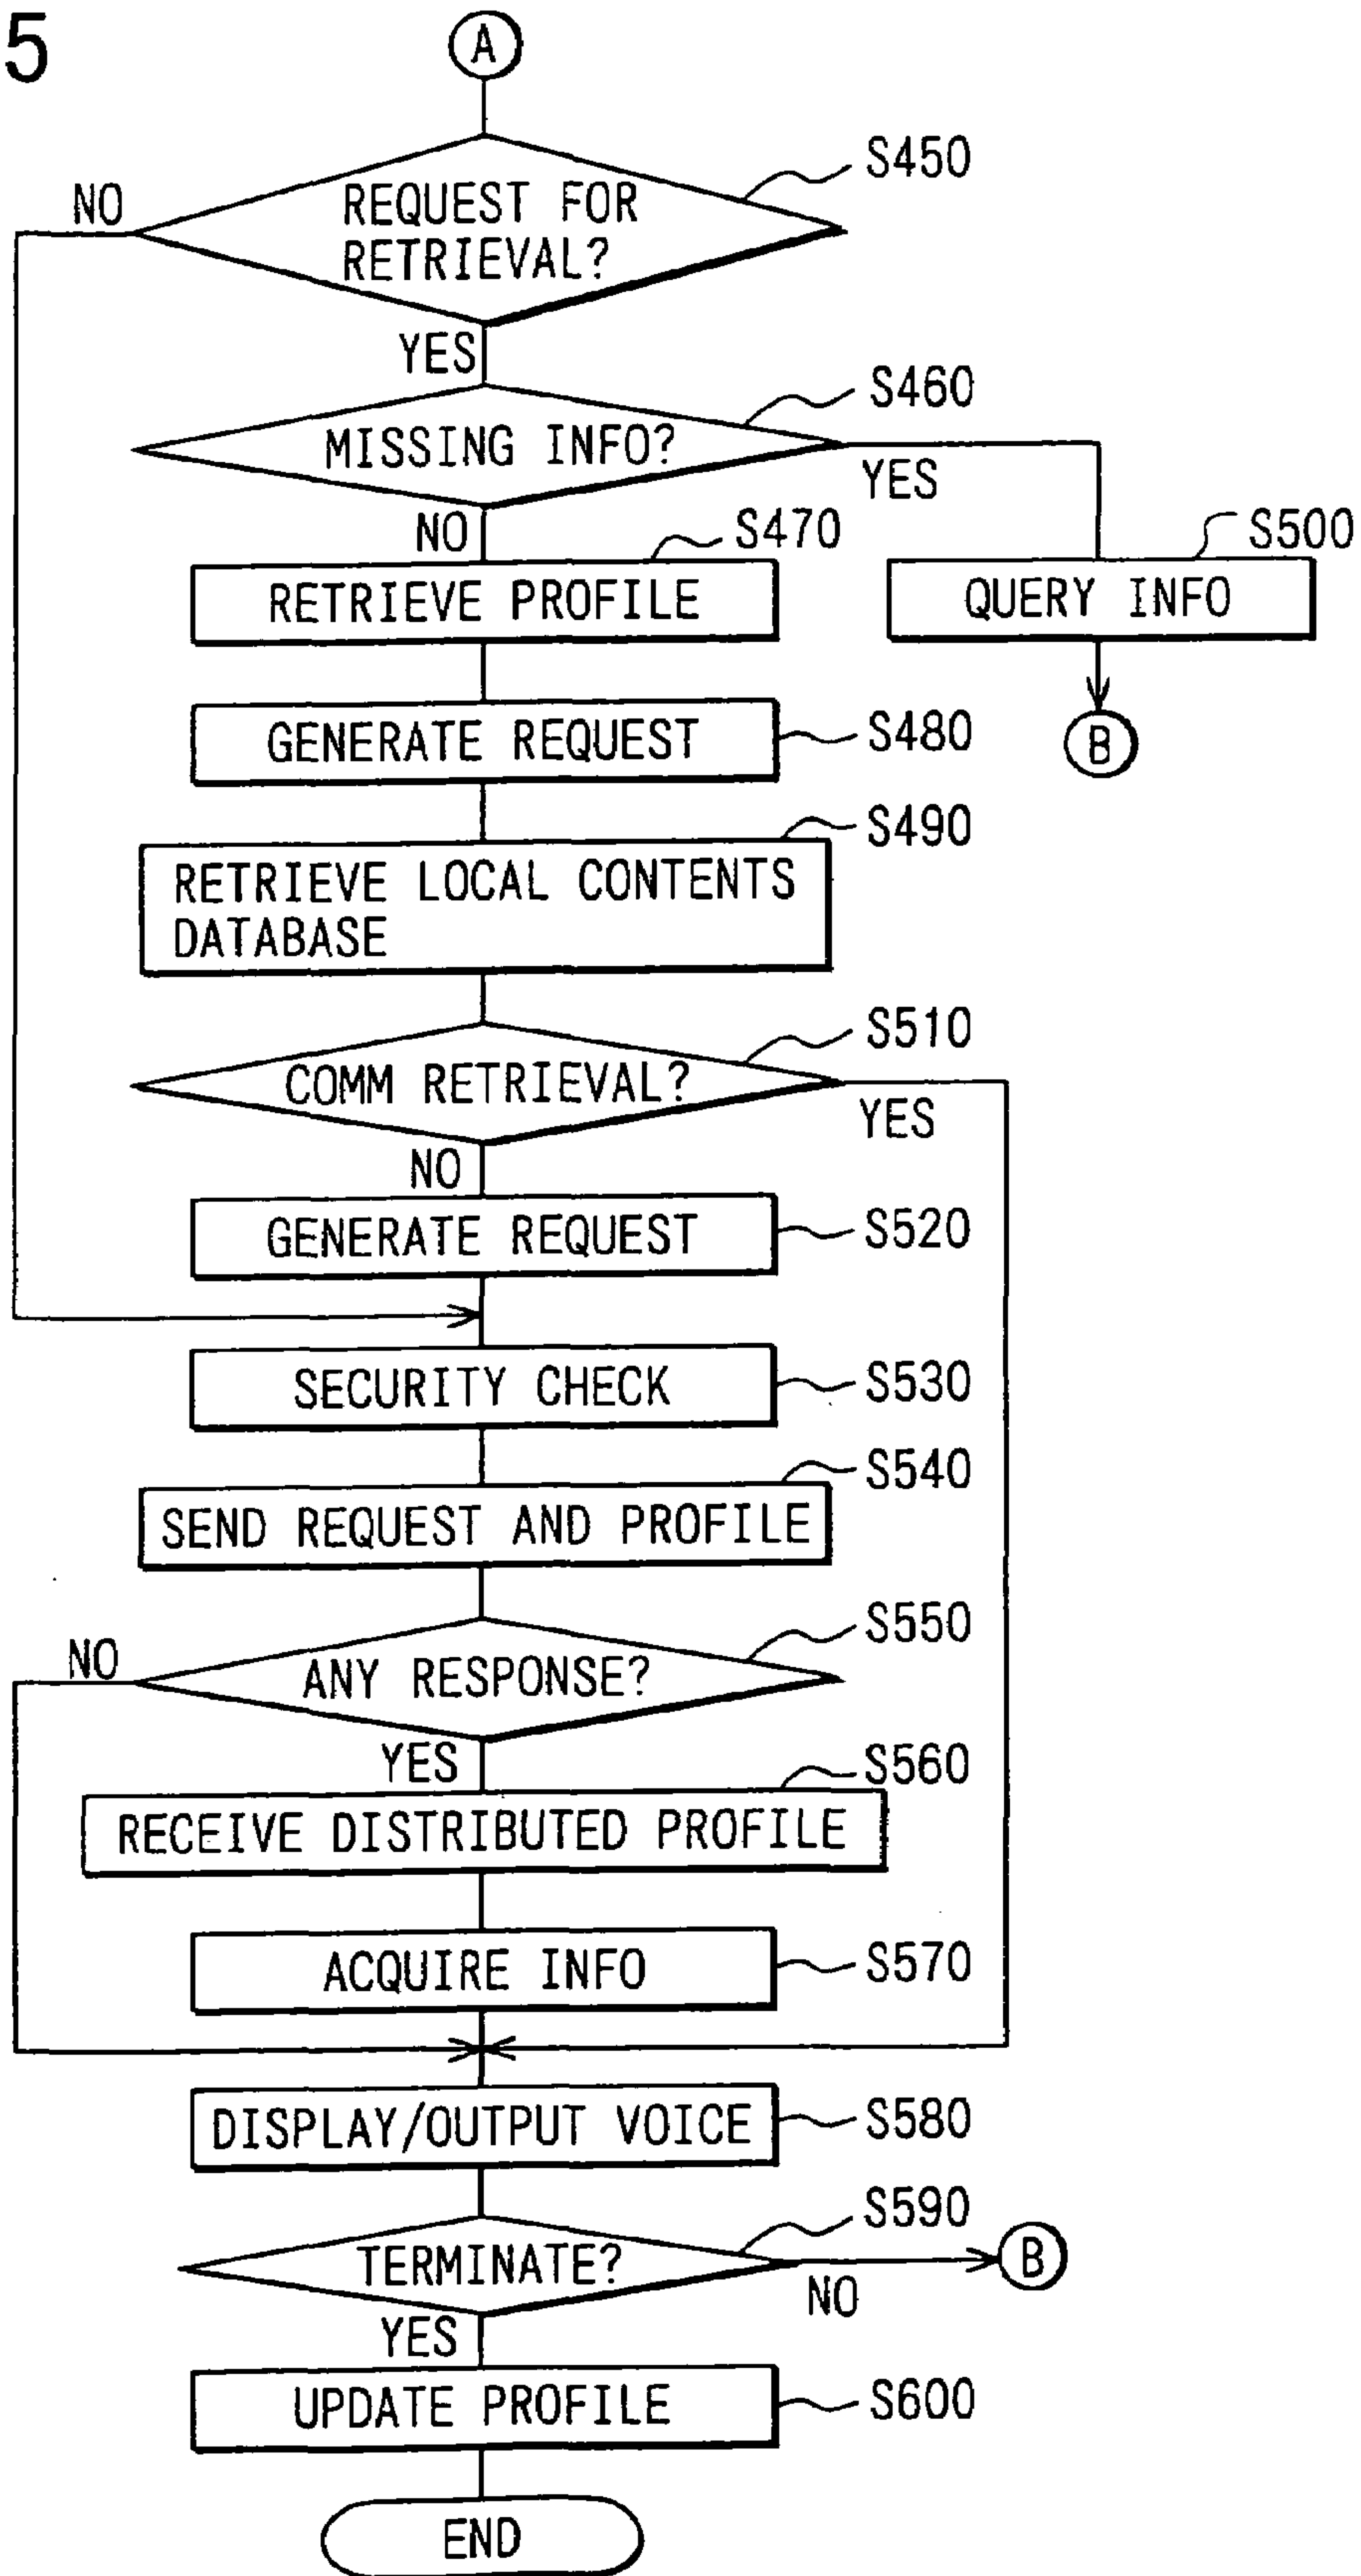 5
A
S450
NO
REQUEST FOR
RETRIEVAL?
YES
S460
MISSING INFO?
YES
NO
S470
S500
RETRIEVE PROFILE
QUERY INFO
GENERATE REQUEST
S480
B
S490
RETRIEVE LOCAL CONTENTS
DATABASE
S510
COMM RETRIEVAL?
YES
NO
GENERATE REQUEST
S520
SECURITY CHECK
S530
S540
SEND REQUEST AND PROFILE
S550
NO
ANY RESPONSE?
YES
S560
RECEIVE DISTRIBUTED PROFILE
ACQUIRE INFO
S570
DISPLAY/OUTPUT VOICE
S580
S590
TERMINATE?
B
NO
YES
UPDATE PROFILE
S600
END